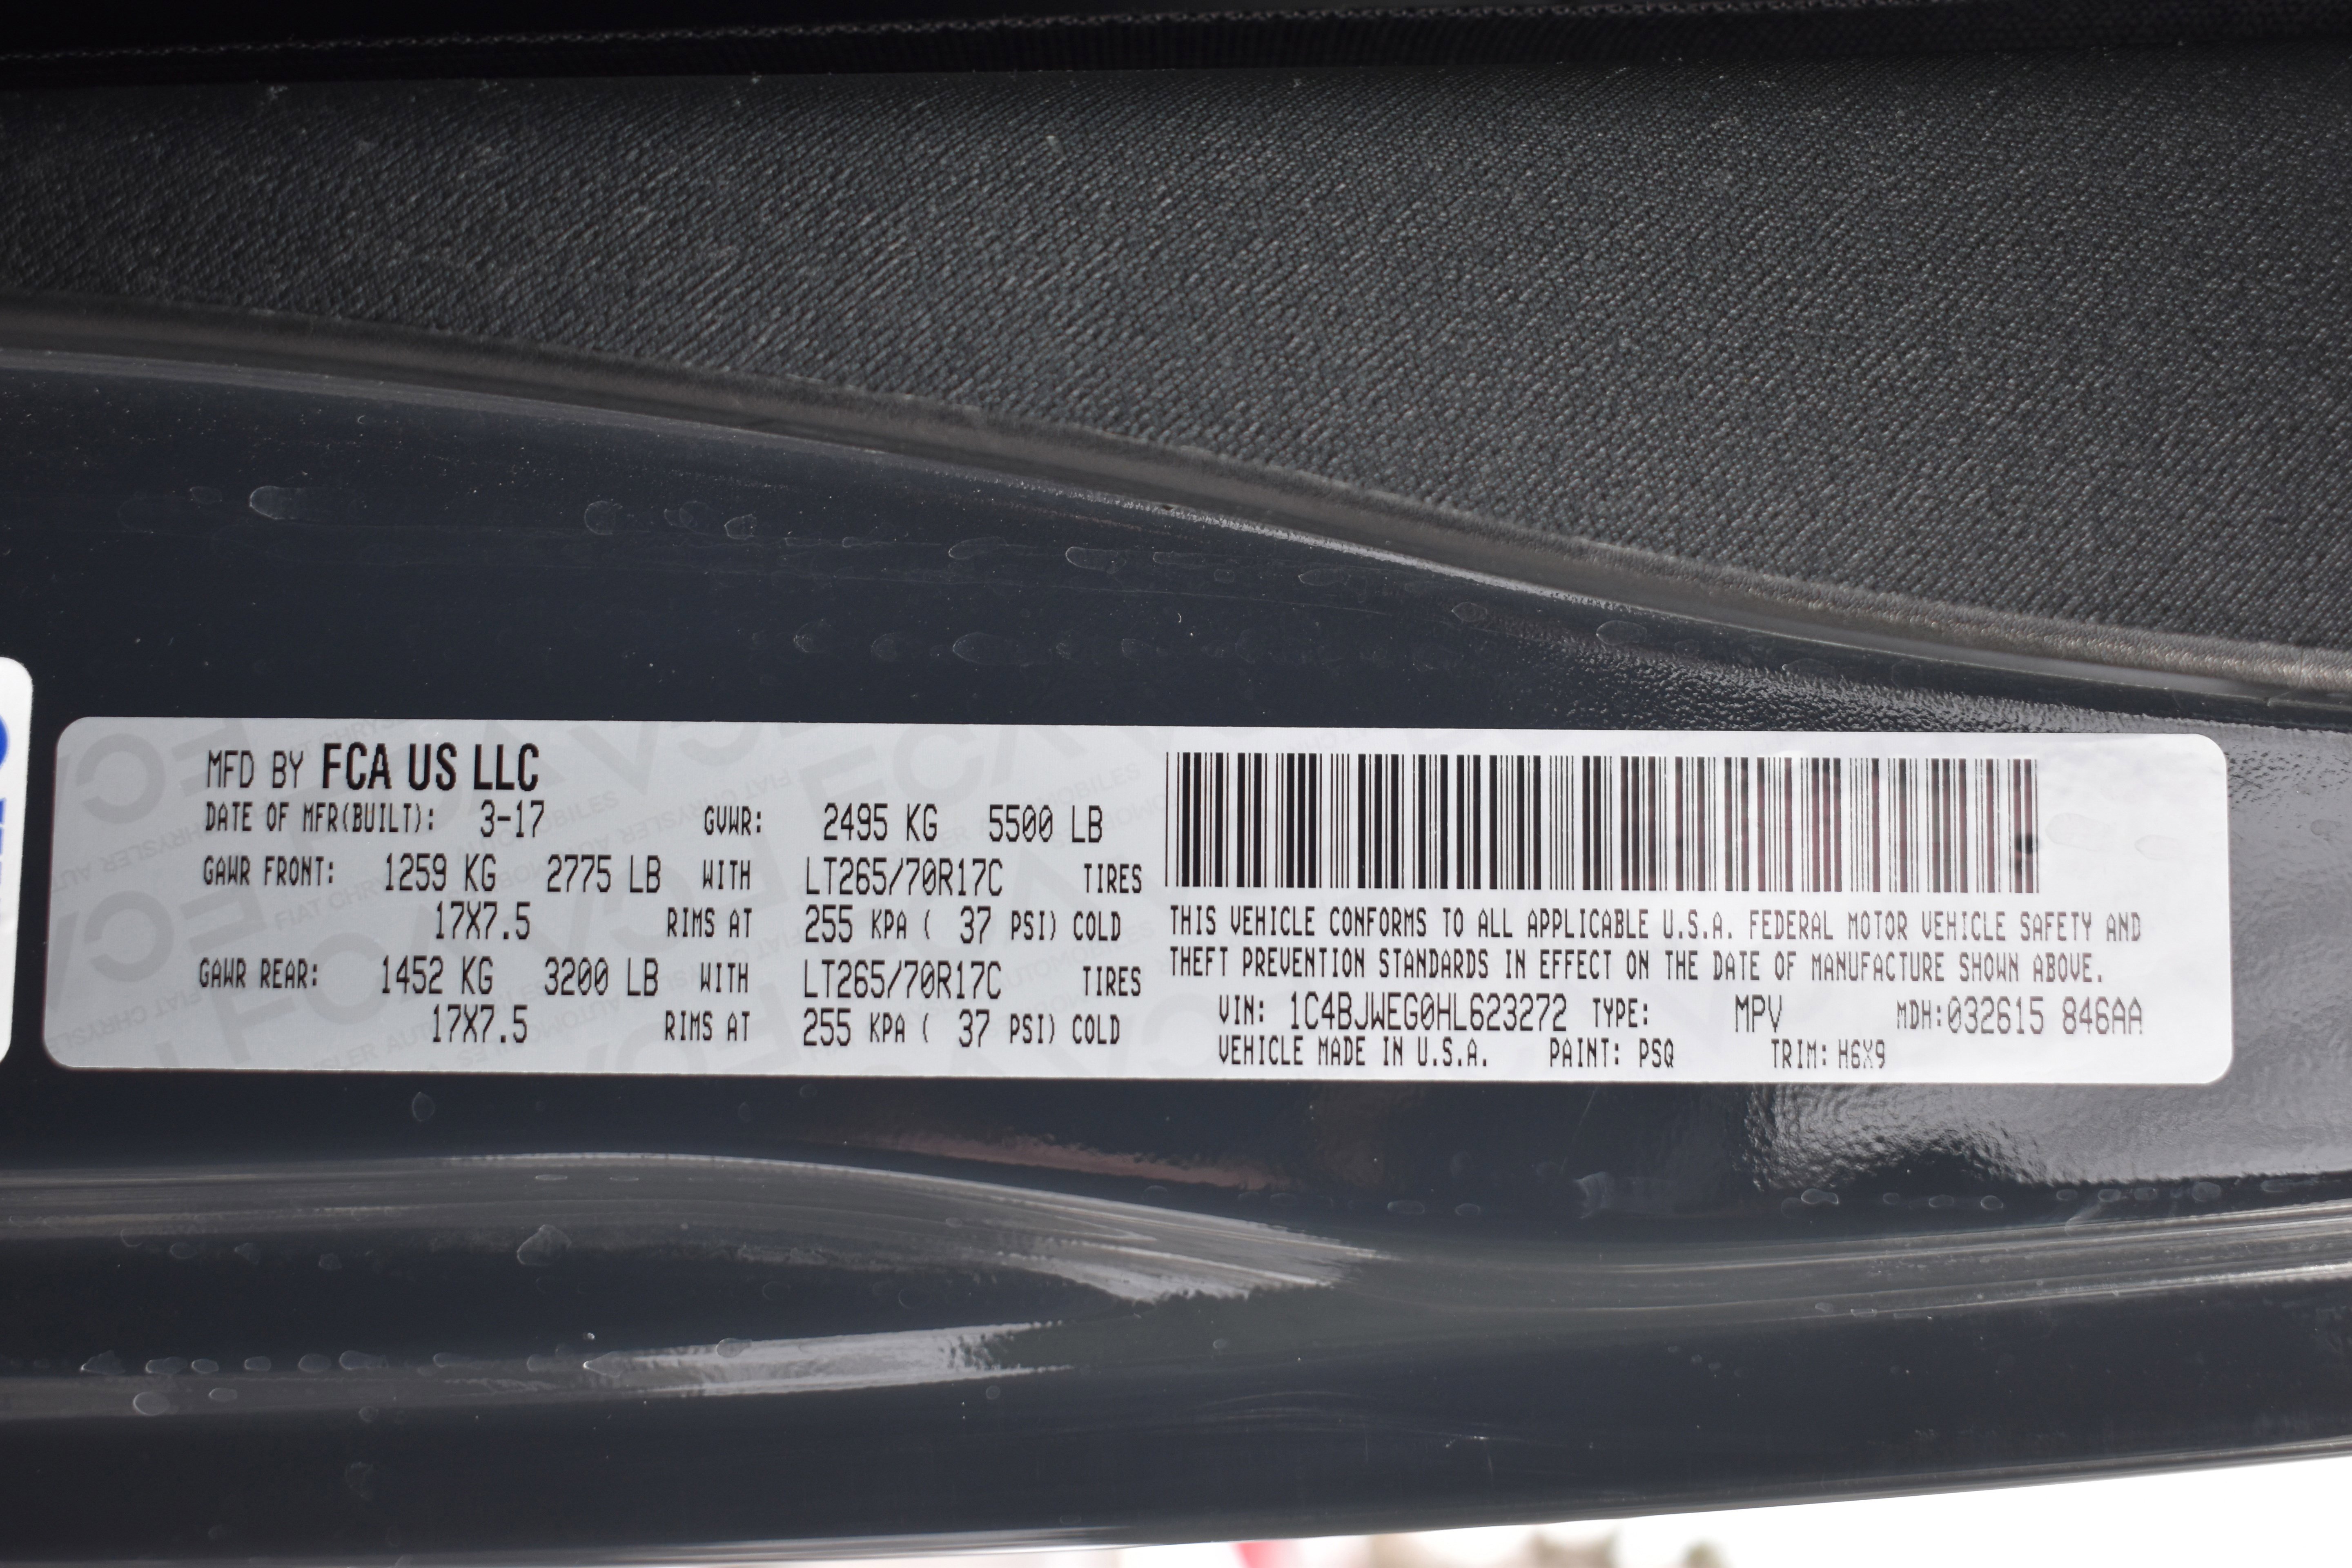 MFD BY FCA US LLC
DATE OF MFR(BUILT): 3-17 GVWR: 2495 KG 5500 LB
GAWR FRONT: 1259 KG 2775 LB WITH LT265/70R17C TIRES
17X7.5 RIMS AT 255 KPA ( 37 PSI) COLD
GAWR REAR: 1452 KG 3200 LB WITH LT265/70R17C TIRES
17X7.5 RIMS AT 255 KPA ( 37 PSI) COLD
THIS VEHICLE CONFORMS TO ALL APPLICABLE U.S.A. FEDERAL MOTOR VEHICLE SAFETY AND
THEFT PREVENTION STANDARDS IN EFFECT ON THE DATE OF MANUFACTURE SHOWN ABOVE.
VIN: 1C4BJWEG0HL623272 TYPE: MPV MDH:032615 846AA
VEHICLE MADE IN U.S.A. PAINT: PSQ TRIM: H6X9